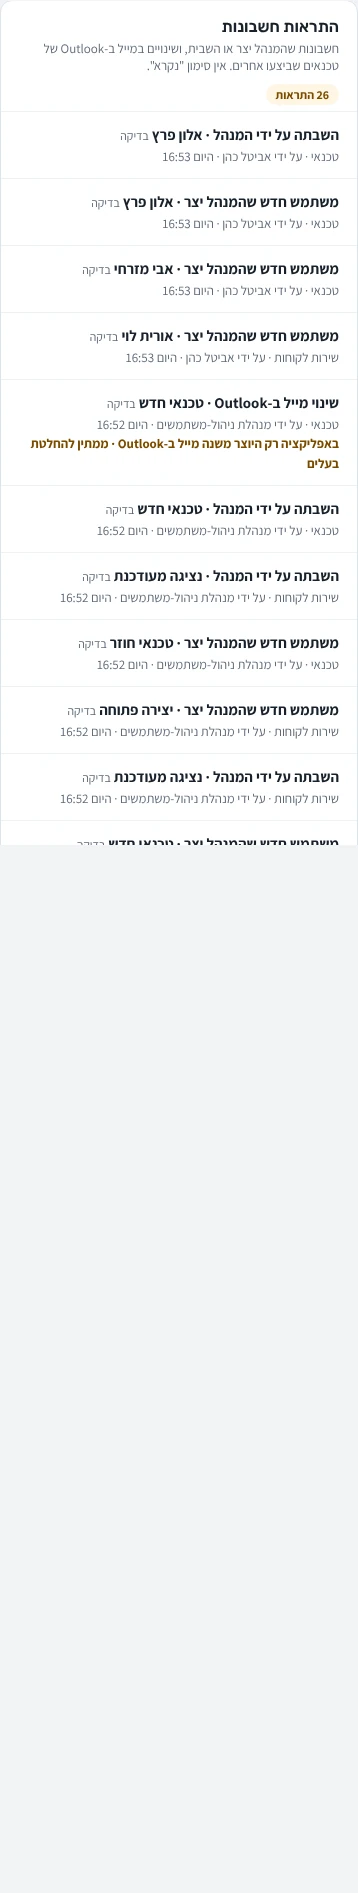 התראות חשבונות
חשבונות שהמנהל יצר או השבית, ושינויים במייל ב-Outlook של
טכנאים שביצעו אחרים. אין סימון "נקרא".
26 התראות
השבתה על ידי המנהל · אלון פרץ בדיקה
טכנאי · על ידי אביטל כהן · היום 16:53
משתמש חדש שהמנהל יצר · אלון פרץ בדיקה
טכנאי · על ידי אביטל כהן · היום 16:53
משתמש חדש שהמנהל יצר · אבי מזרחי בדיקה
טכנאי · על ידי אביטל כהן · היום 16:53
משתמש חדש שהמנהל יצר · אורית לוי בדיקה
שירות לקוחות · על ידי אביטל כהן · היום 16:53
שינוי מייל ב-Outlook · טכנאי חדש בדיקה
טכנאי · על ידי מנהלת ניהול-משתמשים · היום 16:52
באפליקציה רק היוצר משנה מייל ב-Outlook · ממתין להחלטת
בעלים
השבתה על ידי המנהל · טכנאי חדש בדיקה
טכנאי · על ידי מנהלת ניהול-משתמשים · היום 16:52
השבתה על ידי המנהל · נציגה מעודכנת בדיקה
שירות לקוחות · על ידי מנהלת ניהול-משתמשים · היום 16:52
משתמש חדש שהמנהל יצר · טכנאי חוזר בדיקה
טכנאי · על ידי מנהלת ניהול-משתמשים · היום 16:52
משתמש חדש שהמנהל יצר · יצירה פתוחה בדיקה
שירות לקוחות · על ידי מנהלת ניהול-משתמשים · היום 16:52
השבתה על ידי המנהל · נציגה מעודכנת בדיקה
שירות לקוחות · על ידי מנהלת ניהול-משתמשים · היום 16:52
משתמש חדש שהמנהל יצר · טכנאי חדש בדיקה